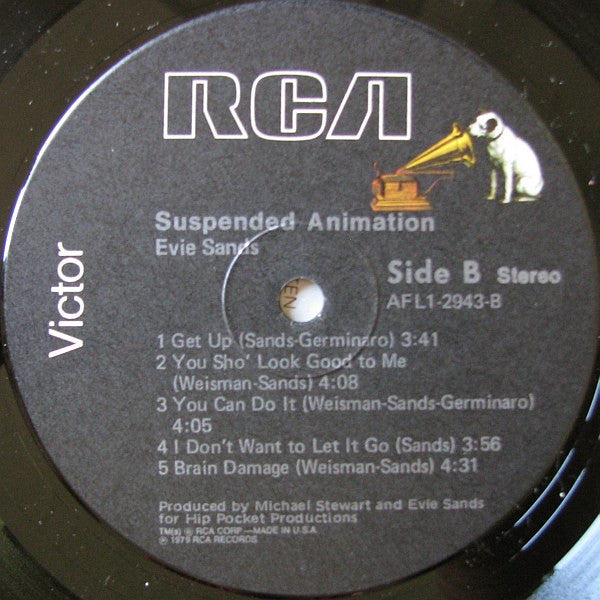 RCA
Victor
Suspended Animation
Evie Sands
Side B Stereo
AFL1-2943-B
1 Get Up (Sands-Germinaro) 3:41
2 You Sho' Look Good to Me
(Weisman-Sands) 4:08
3 You Can Do It (Weisman-Sands-Germinaro)
4:05
4 I Don't Want to Let It Go (Sands) 3:56
5 Brain Damage (Weisman-Sands) 4:31
Produced by Michael Stewart and Evie Sands
for Hip Pocket Productions
TM(s) ® RCA CORP—MADE IN U.S.A.
℗ 1979 RCA RECORDS